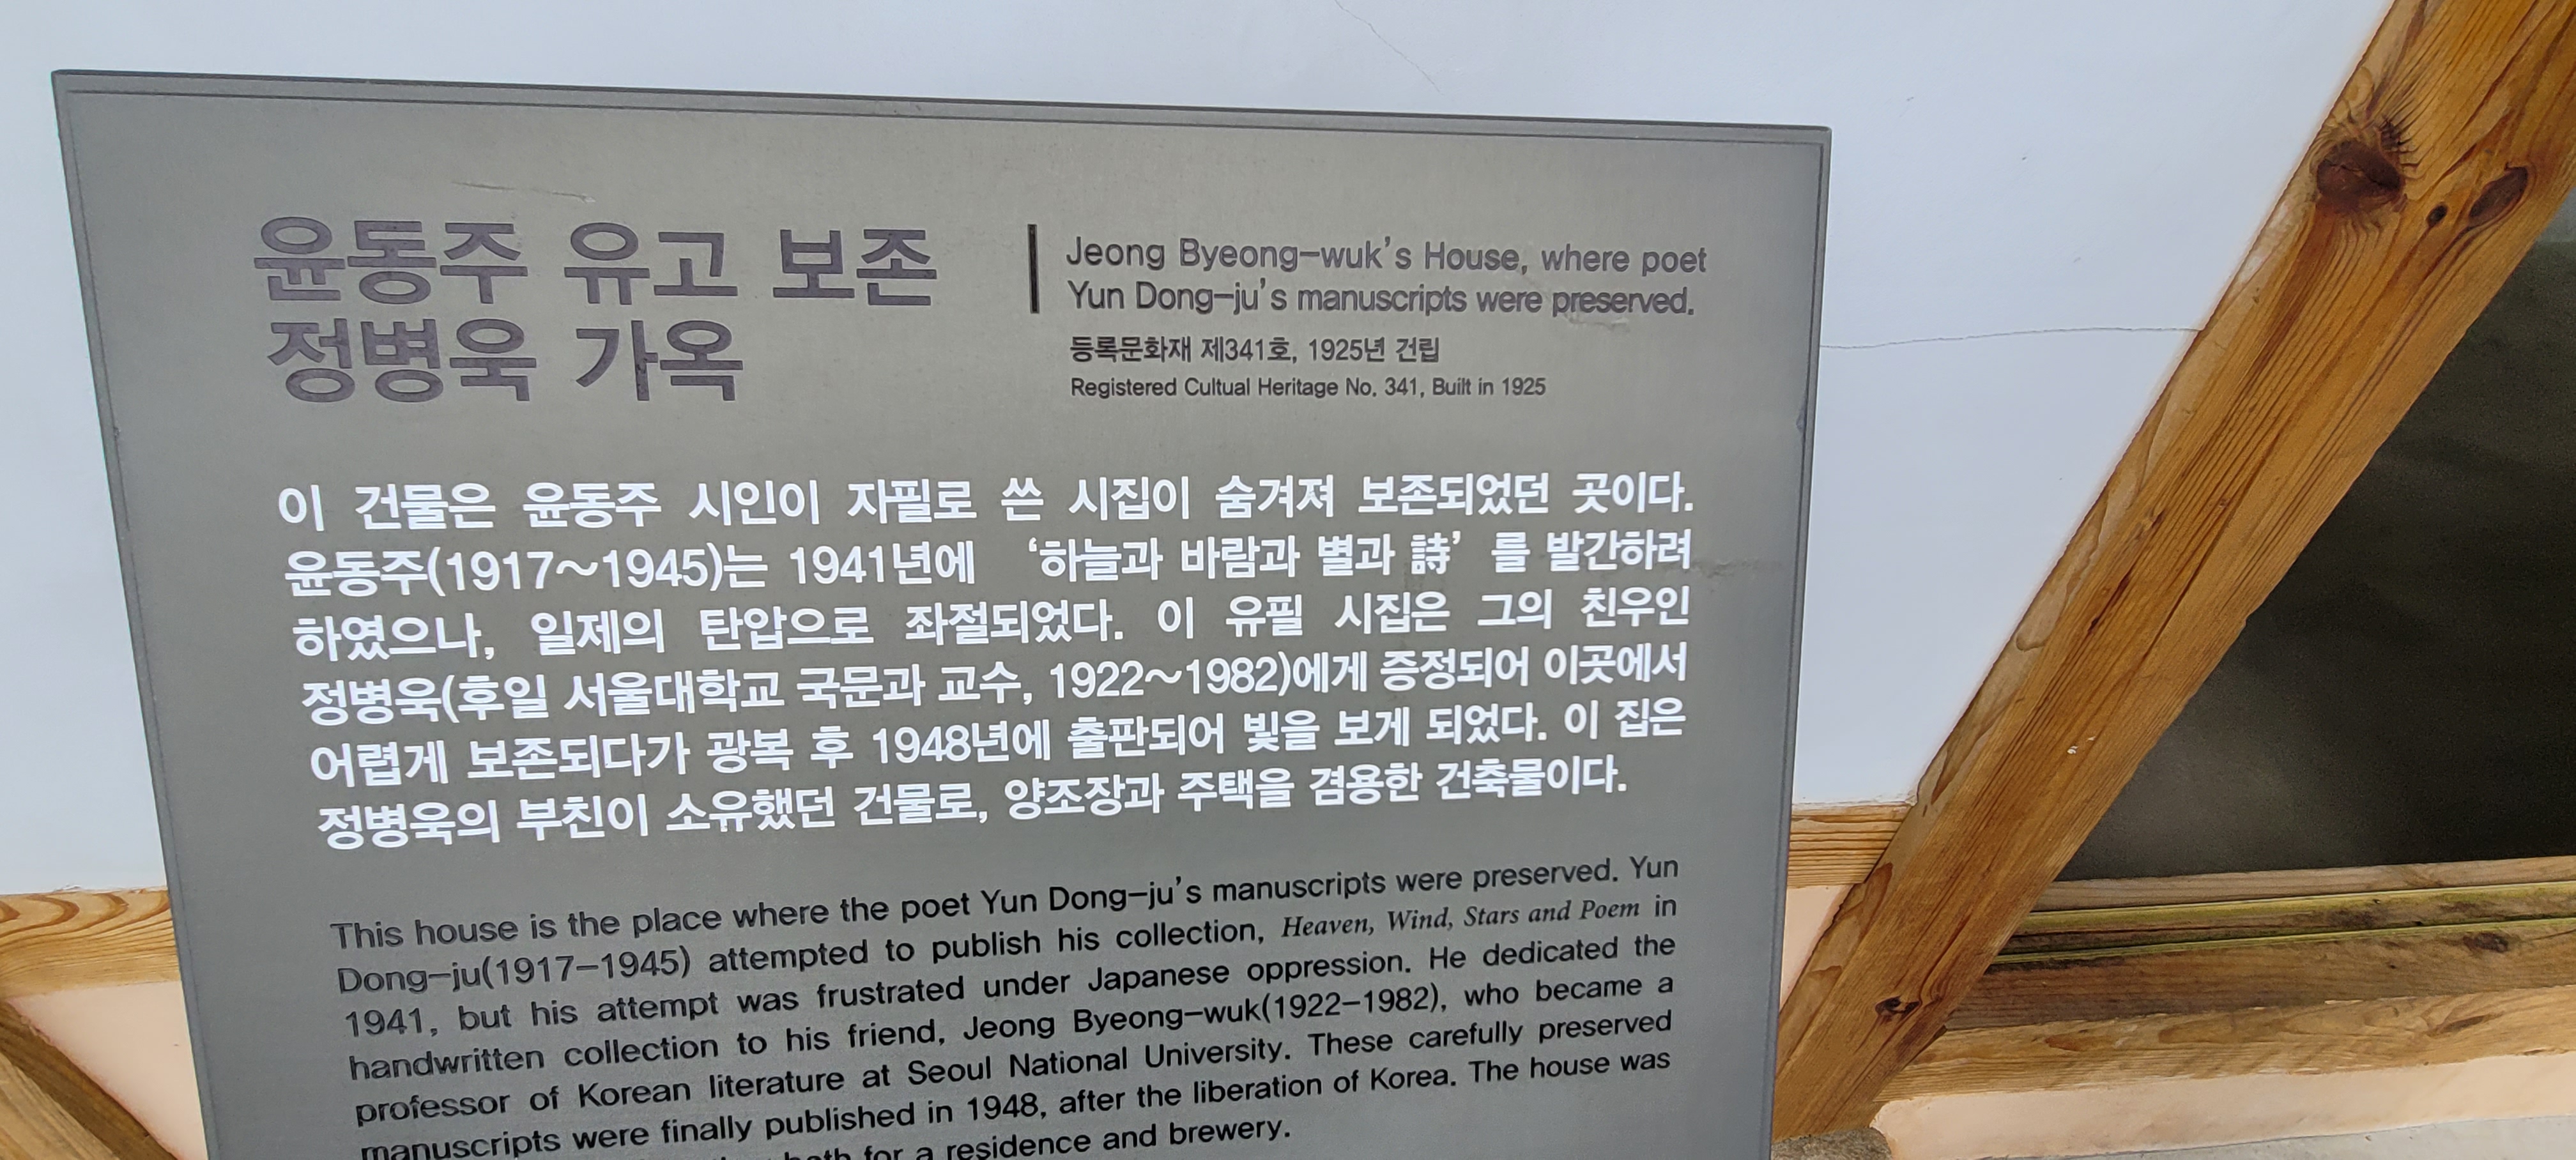 윤동주 유고 보존
정병욱 가옥
Jeong Byeong-wuk's House, where poet
Yun Dong-ju's manuscripts were preserved.
등록문화재 제341호, 1925년 건립
Registered Cultual Heritage No. 341, Built in 1925
이 건물은 윤동주 시인이 자필로 쓴 시집이 숨겨져 보존되었던 곳이다.
윤동주(1917~1945)는 1941년에 ‘하늘과 바람과 별과 詩’를 발간하려
하였으나, 일제의 탄압으로 좌절되었다. 이 유필 시집은 그의 친우인
정병욱(후일 서울대학교 국문과 교수, 1922~1982)에게 증정되어 이곳에서
어렵게 보존되다가 광복 후 1948년에 출판되어 빛을 보게 되었다. 이 집은
정병욱의 부친이 소유했던 건물로, 양조장과 주택을 겸용한 건축물이다.
This house is the place where the poet Yun Dong-ju's manuscripts were preserved. Yun
Dong-ju(1917-1945) attempted to publish his collection, Heaven, Wind, Stars and Poem in
1941, but his attempt was frustrated under Japanese oppression. He dedicated the
handwritten collection to his friend, Jeong Byeong-wuk(1922-1982), who became a
professor of Korean literature at Seoul National University. These carefully preserved
manuscripts were finally published in 1948, after the liberation of Korea. The house was
both for a residence and brewery.